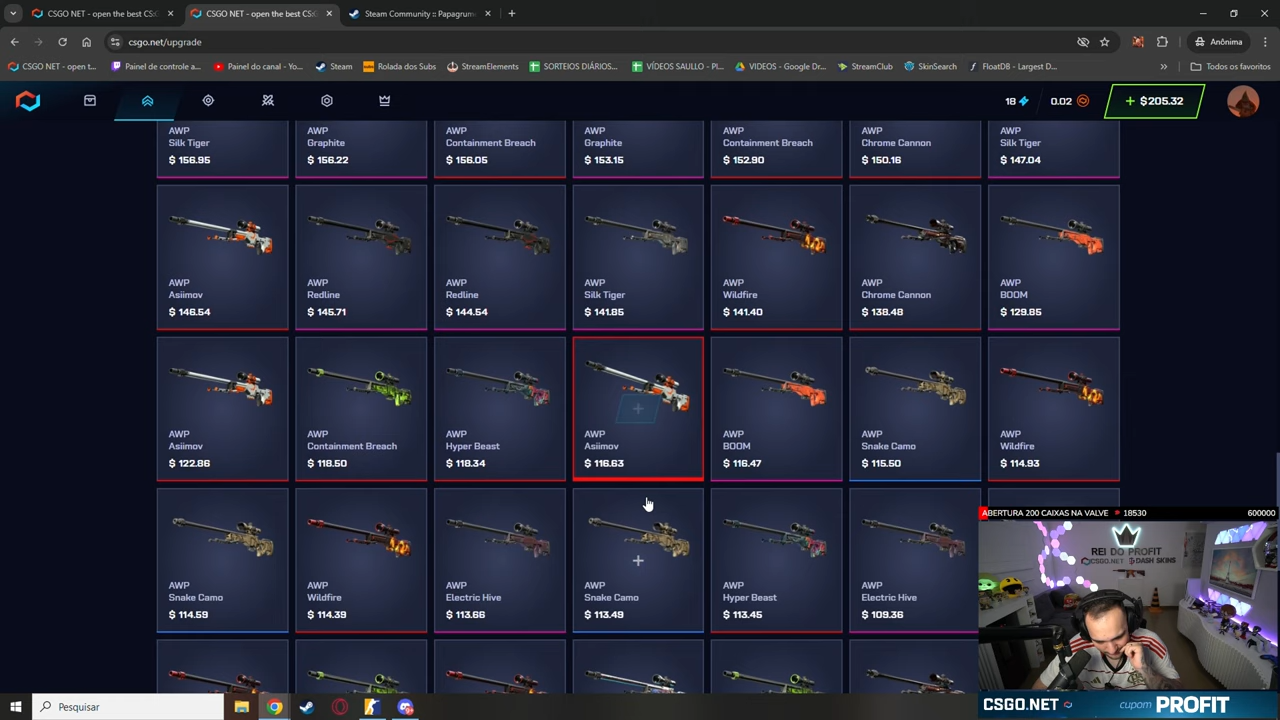 CSGO NET - open the best CS:G
CSGO NET - open the best CS:G
Steam Community :: Papagrum
csgo.net/upgrade
Anônima
CSGO NET - open t...
Painel de controle a...
Painel do canal - Yo...
Steam
Rolada dos Subs
StreamElements
SORTEIOS DIÁRIOS...
VÍDEOS SAULLO - PI...
VIDEOS - Google Dr...
StreamClub
SkinSearch
FloatDB - Largest D...
Todos os favoritos
18
0.02
+ $205.32
AWP
Silk Tiger
$ 156.95
AWP
Graphite
$ 156.22
AWP
Containment Breach
$ 156.05
AWP
Graphite
$ 153.15
AWP
Containment Breach
$ 152.90
AWP
Chrome Cannon
$ 150.16
AWP
Silk Tiger
$ 147.04
AWP
Asiimov
$ 146.54
AWP
Redline
$ 145.71
AWP
Redline
$ 144.54
AWP
Silk Tiger
$ 141.85
AWP
Wildfire
$ 141.40
AWP
Chrome Cannon
$ 138.48
AWP
BOOM
$ 129.85
AWP
Asiimov
$ 122.86
AWP
Containment Breach
$ 118.50
AWP
Hyper Beast
$ 118.34
AWP
Asiimov
$ 116.63
AWP
BOOM
$ 116.47
AWP
Snake Camo
$ 115.50
AWP
Wildfire
$ 114.93
AWP
Snake Camo
$ 114.59
AWP
Wildfire
$ 114.39
AWP
Electric Hive
$ 113.66
AWP
Snake Camo
$ 113.49
AWP
Hyper Beast
$ 113.45
AWP
Electric Hive
$ 109.36
ABERTURA 200 CAIXAS NA VALVE
18530
600000
REI DO PROFIT
CSGO.NET
DASH SKINS
CSGO.NET
cupom PROFIT
Pesquisar